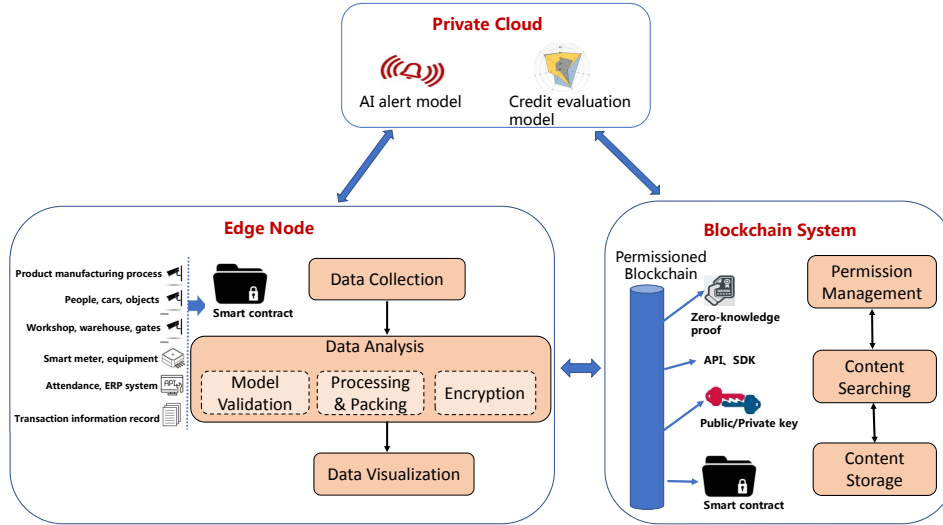 Private Cloud
AI alert model
Credit evaluation
model
Edge Node
Product manufacturing process
People, cars, objects
Workshop, warehouse, gates
Smart meter, equipment
Attendance, ERP system
API
Transaction information record
Smart contract
Data Collection
Data Analysis
Model
Validation
Processing
& Packing
Encryption
Data Visualization
Blockchain System
Permissioned
Blockchain
Zero-knowledge
proof
API、SDK
Public/Private key
Smart contract
Permission
Management
Content
Searching
Content
Storage